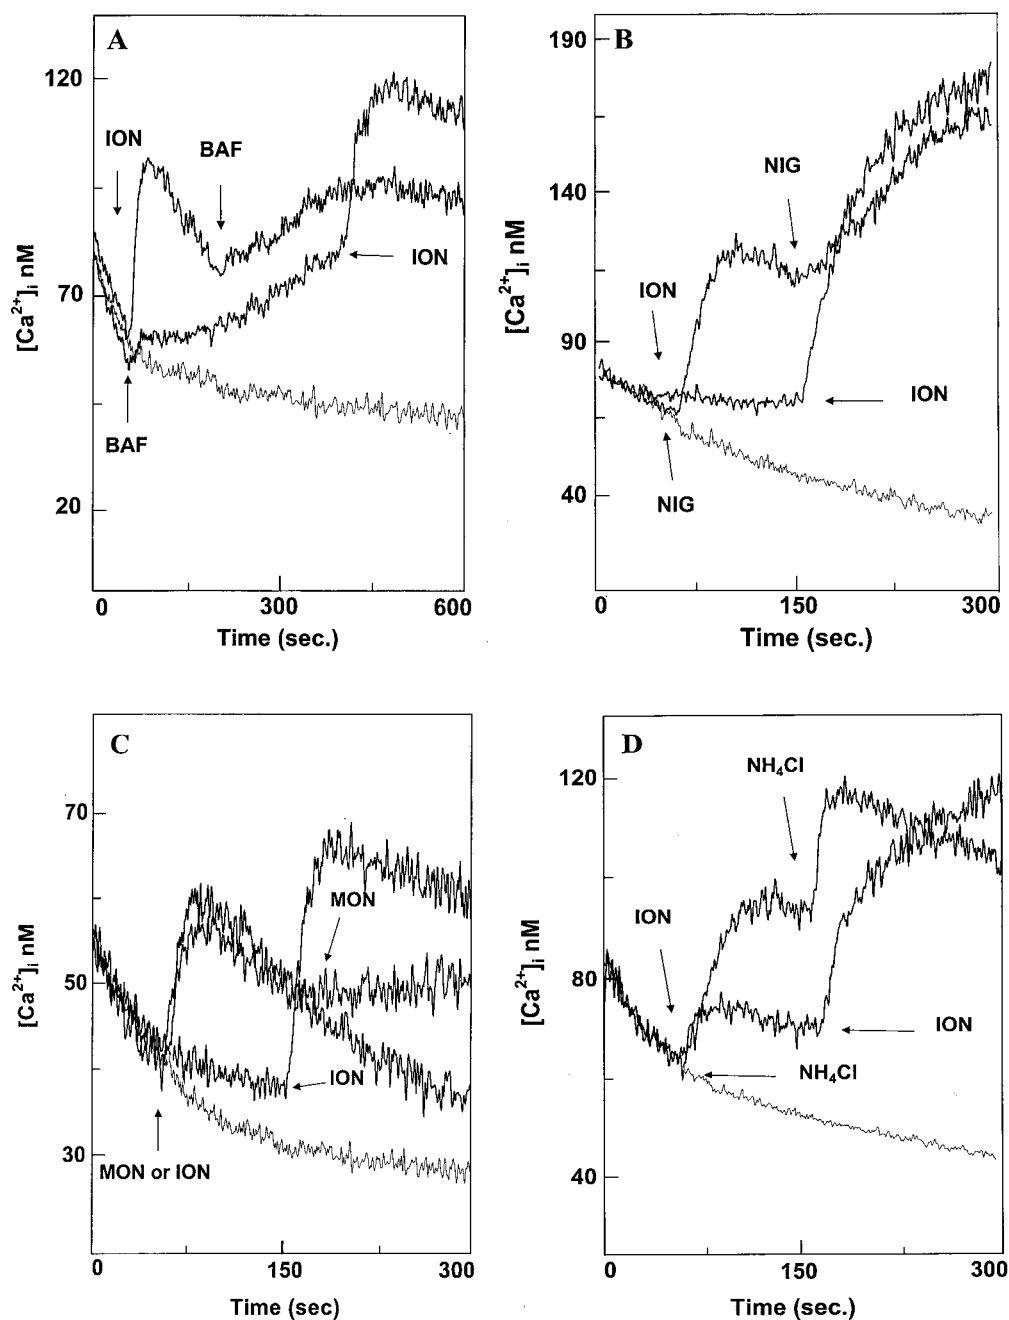 A
120
ION
BAF
70
ION
[Ca2+]i nM
BAF
20
0 300 600
Time (sec.)
B
190
NIG
140
[Ca2+]i nM
ION
90
ION
NIG
40
0 150 300
Time (sec.)
C
70
MON
50
[Ca2+]i nM
ION
30
MON or ION
0 150 300
Time (sec)
D
120
NH4Cl
ION
[Ca2+]i nM
80
ION
NH4Cl
40
0 150 300
Time (sec.)